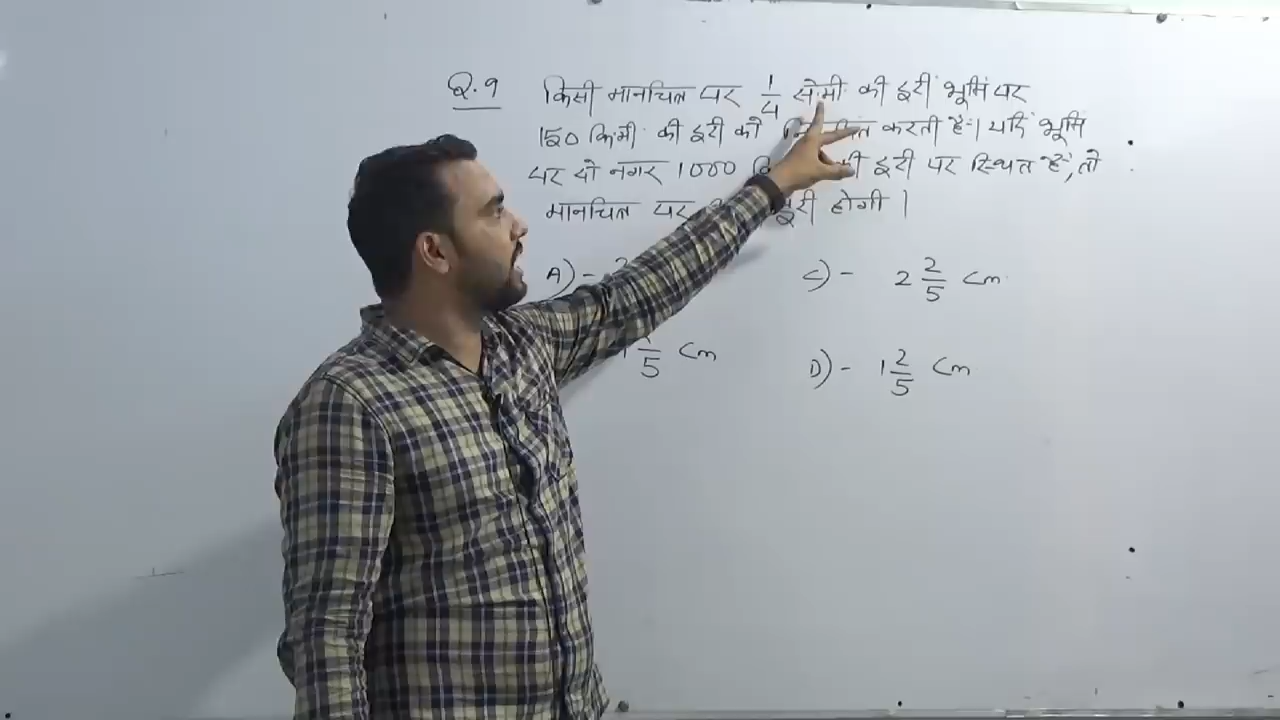 Q.9 किसी मानचित्र पर 1/4 से॰मी॰ की दूरी भूमि पर
150 कि॰मी॰ की दूरी को करती है। यदि भूमि
पर दो नगर 1000 की दूरी पर स्थित है, तो
मानचित्र पर दूरी होगी।
A) - C) - 2 2/5 cm
/5 cm D) - 1 2/5 cm